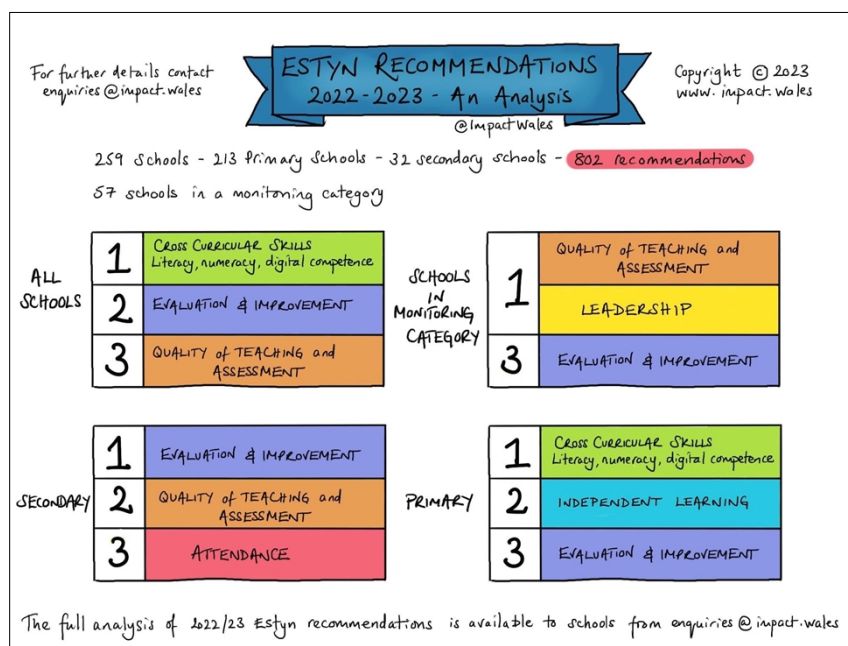 For further details contact
enquiries@impact.wales
ESTYN RECOMMENDATIONS
2022-2023 - An Analysis
@ImpactWales
Copyright © 2023
www.impact.wales
259 schools - 213 Primary Schools - 32 secondary schools - 802 recommendations
57 schools in a monitoring category
ALL
SCHOOLS
1
CROSS CURRICULAR SKILLS
Literacy, numeracy, digital competence
2
EVALUATION & IMPROVEMENT
3
QUALITY of TEACHING and
ASSESSMENT
SCHOOLS
IN
MONITORING
CATEGORY
1
QUALITY of TEACHING and
ASSESSMENT
LEADERSHIP
3
EVALUATION & IMPROVEMENT
SECONDARY
1
EVALUATION & IMPROVEMENT
2
QUALITY of TEACHING and
ASSESSMENT
3
ATTENDANCE
PRIMARY
1
CROSS CURRICULAR SKILLS
Literacy, numeracy, digital competence
2
INDEPENDENT LEARNING
3
EVALUATION & IMPROVEMENT
The full analysis of 2022/23 Estyn recommendations is available to schools from enquiries@impact.wales